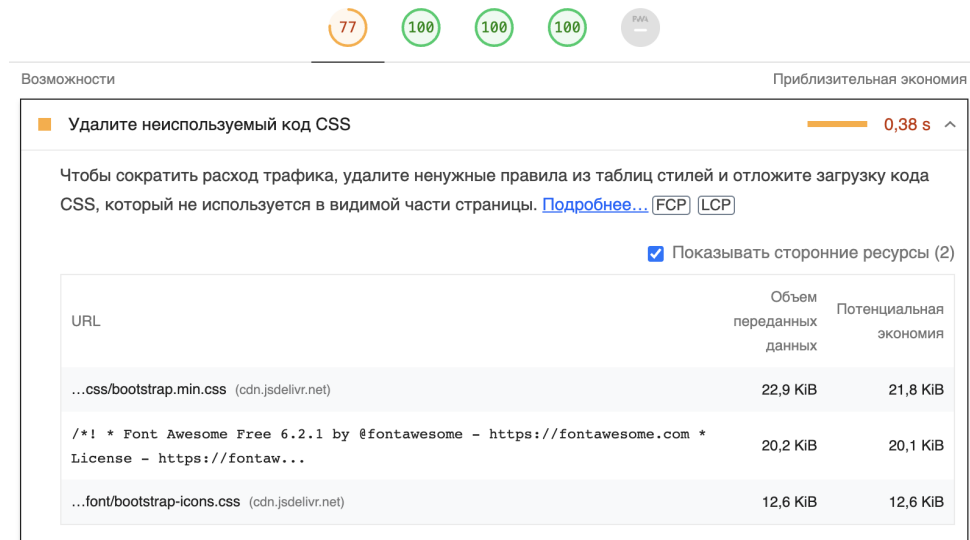 77 100 100 100 PWA
Возможности Приблизительная экономия
Удалите неиспользуемый код CSS 0,38 s
Чтобы сократить расход трафика, удалите ненужные правила из таблиц стилей и отложите загрузку кода
CSS, который не используется в видимой части страницы. Подробнее… FCP LCP
Показывать сторонние ресурсы (2)
URL
Объем
переданных
данных
Потенциальная
экономия
…css/bootstrap.min.css (cdn.jsdelivr.net) 22,9 KiB 21,8 KiB
/*! * Font Awesome Free 6.2.1 by @fontawesome - https://fontawesome.com *
License - https://fontaw... 20,2 KiB 20,1 KiB
…font/bootstrap-icons.css (cdn.jsdelivr.net) 12,6 KiB 12,6 KiB